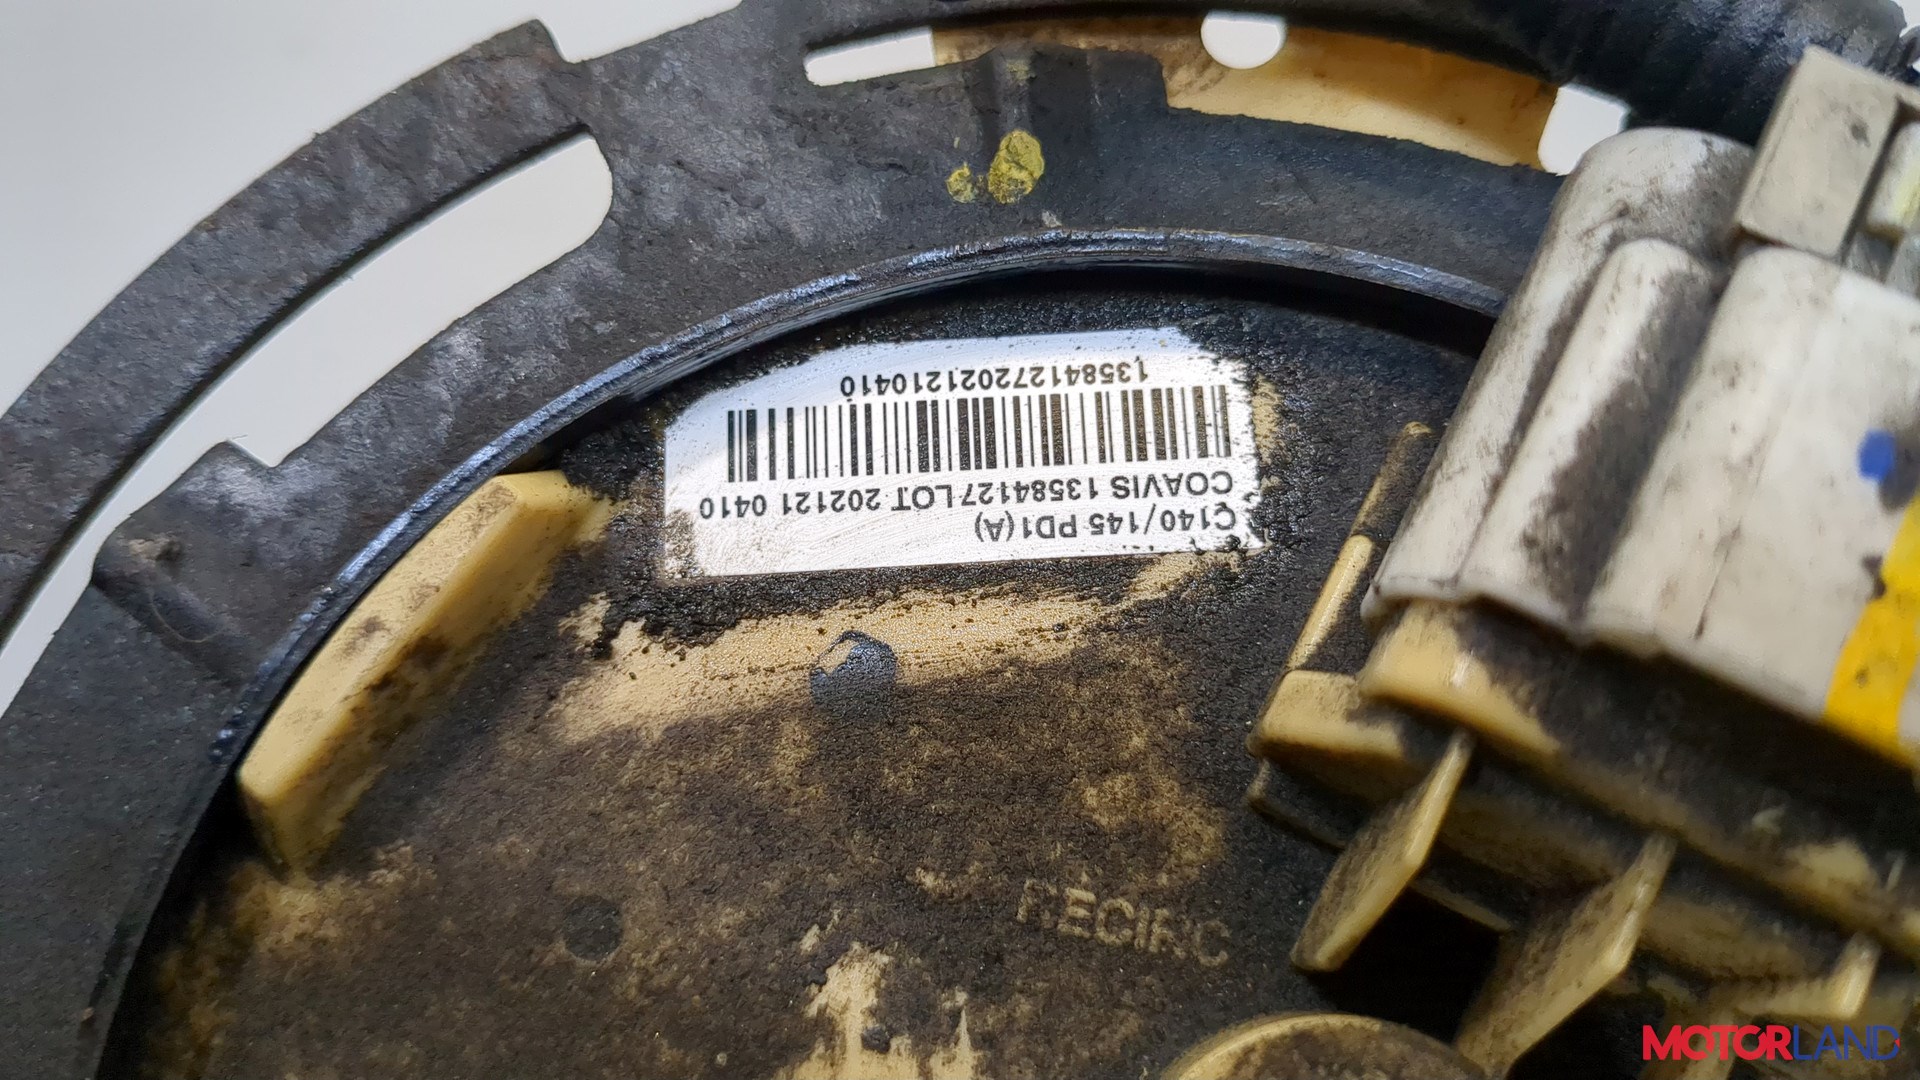 C140/145 PD1(A)
COAVIS 13584127 LOT 202121 0410
135841272021210410
RECIRC
MOTORLAND